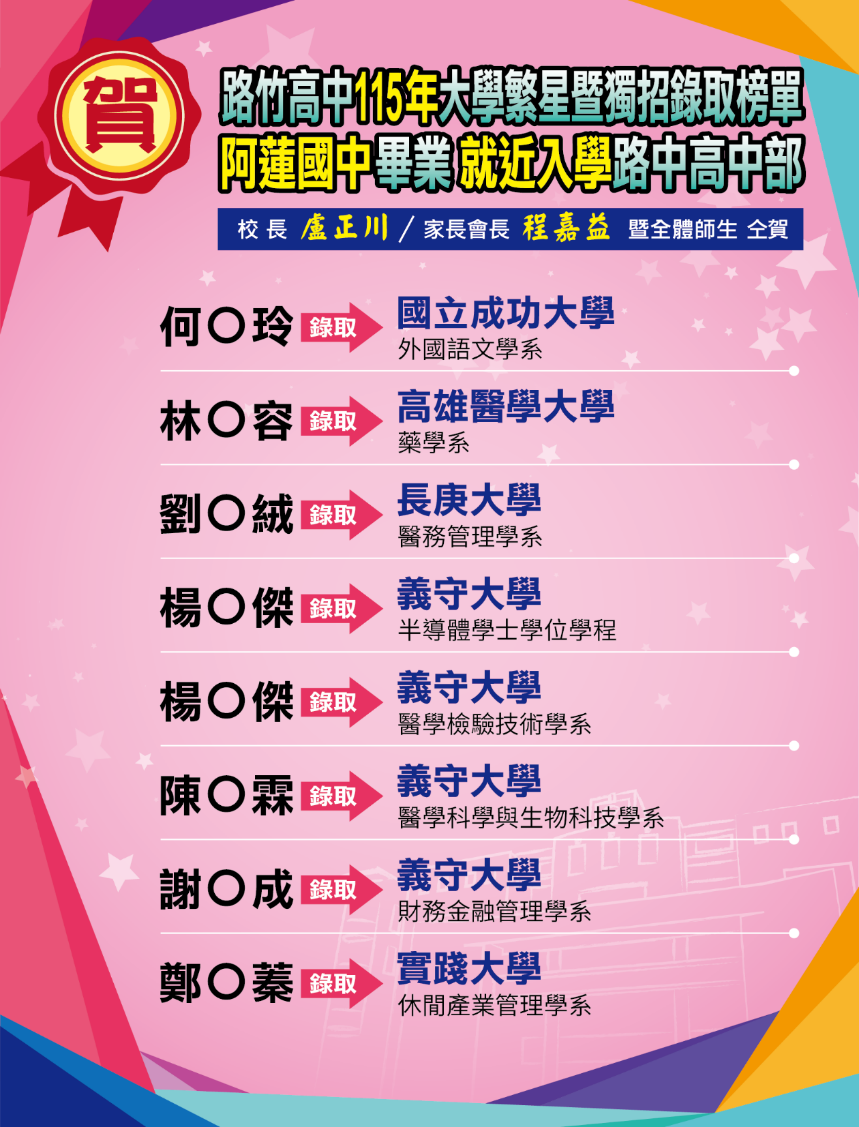 賀
路竹高中115年大學繁星暨獨招錄取榜單
阿蓮國中畢業 就近入學路中高中部
校長 盧正川 / 家長會長 程嘉益 暨全體師生 仝賀
何〇玲 錄取 國立成功大學
外國語文學系
林〇容 錄取 高雄醫學大學
藥學系
劉〇絨 錄取 長庚大學
醫務管理學系
楊〇傑 錄取 義守大學
半導體學士學位學程
楊〇傑 錄取 義守大學
醫學檢驗技術學系
陳〇霖 錄取 義守大學
醫學科學與生物科技學系
謝〇成 錄取 義守大學
財務金融管理學系
鄭〇蓁 錄取 實踐大學
休閒產業管理學系